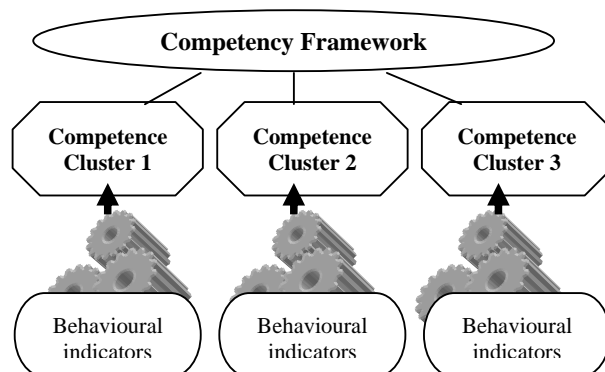 Competency Framework
Competence
Cluster 1
Competence
Cluster 2
Competence
Cluster 3
Behavioural
indicators
Behavioural
indicators
Behavioural
indicators